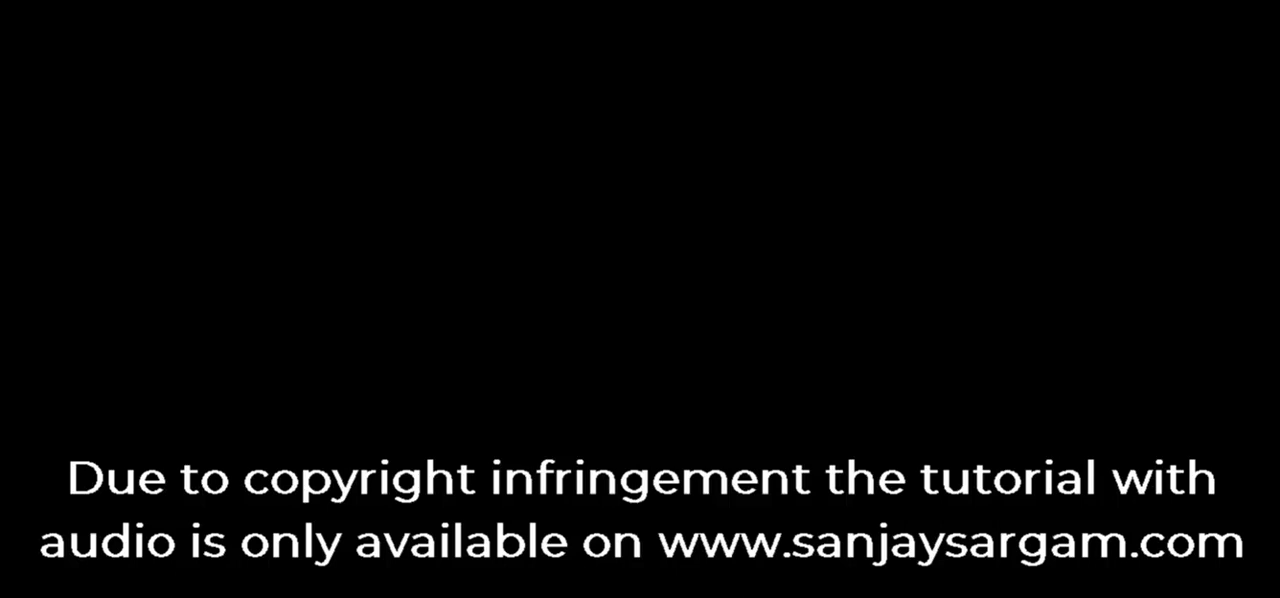 Due to copyright infringement the tutorial with
audio is only available on www.sanjaysargam.com